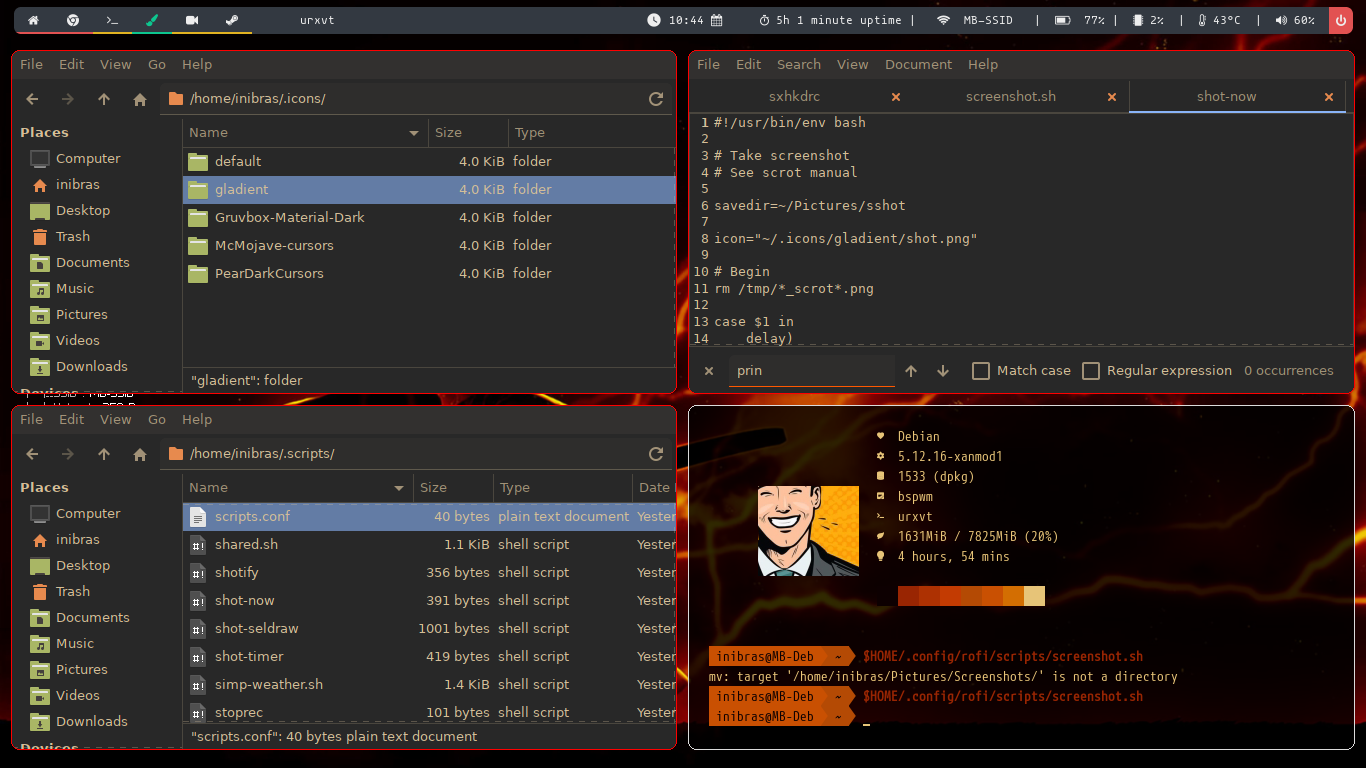 urxvt
10:44
5h 1 minute uptime |
MB-SSID |
77% |
2% |
43°C |
60%
File Edit View Go Help
/home/inibras/.icons/
Places
Computer
inibras
Desktop
Trash
Documents
Music
Pictures
Videos
Downloads
Name Size Type
default 4.0 KiB folder
gladient 4.0 KiB folder
Gruvbox-Material-Dark 4.0 KiB folder
McMojave-cursors 4.0 KiB folder
PearDarkCursors 4.0 KiB folder
"gladient": folder
File Edit Search View Document Help
sxhkdrc screenshot.sh shot-now
1 #!/usr/bin/env bash
2
3 # Take screenshot
4 # See scrot manual
5
6 savedir=~/Pictures/sshot
7
8 icon="~/.icons/gladient/shot.png"
9
10 # Begin
11 rm /tmp/*_scrot*.png
12
13 case $1 in
14 delay)
prin Match case Regular expression 0 occurrences
File Edit View Go Help
/home/inibras/.scripts/
Places
Computer
inibras
Desktop
Trash
Documents
Music
Pictures
Videos
Downloads
Name Size Type Date
scripts.conf 40 bytes plain text document Yester
shared.sh 1.1 KiB shell script Yester
shotify 356 bytes shell script Yester
shot-now 391 bytes shell script Yester
shot-seldraw 1001 bytes shell script Yester
shot-timer 419 bytes shell script Yester
simp-weather.sh 1.4 KiB shell script Yester
stoprec 101 bytes shell script Yester
"scripts.conf": 40 bytes plain text document
Debian
5.12.16-xanmod1
1533 (dpkg)
bspwm
urxvt
1631MiB / 7825MiB (20%)
4 hours, 54 mins
inibras@MB-Deb ~ $HOME/.config/rofi/scripts/screenshot.sh
mv: target '/home/inibras/Pictures/Screenshots/' is not a directory
inibras@MB-Deb ~ $HOME/.config/rofi/scripts/screenshot.sh
inibras@MB-Deb ~